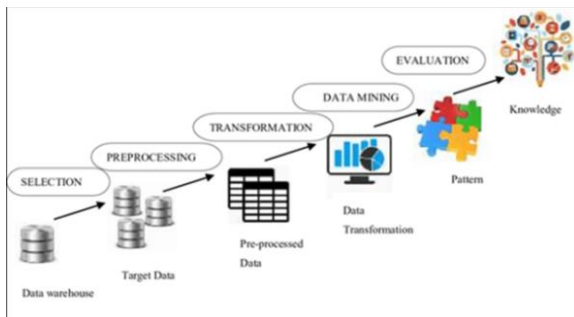 EVALUATION
Knowledge
DATA MINING
Pattern
TRANSFORMATION
Data
Transformation
PREPROCESSING
Pre-processed
Data
SELECTION
Target Data
Data warehouse